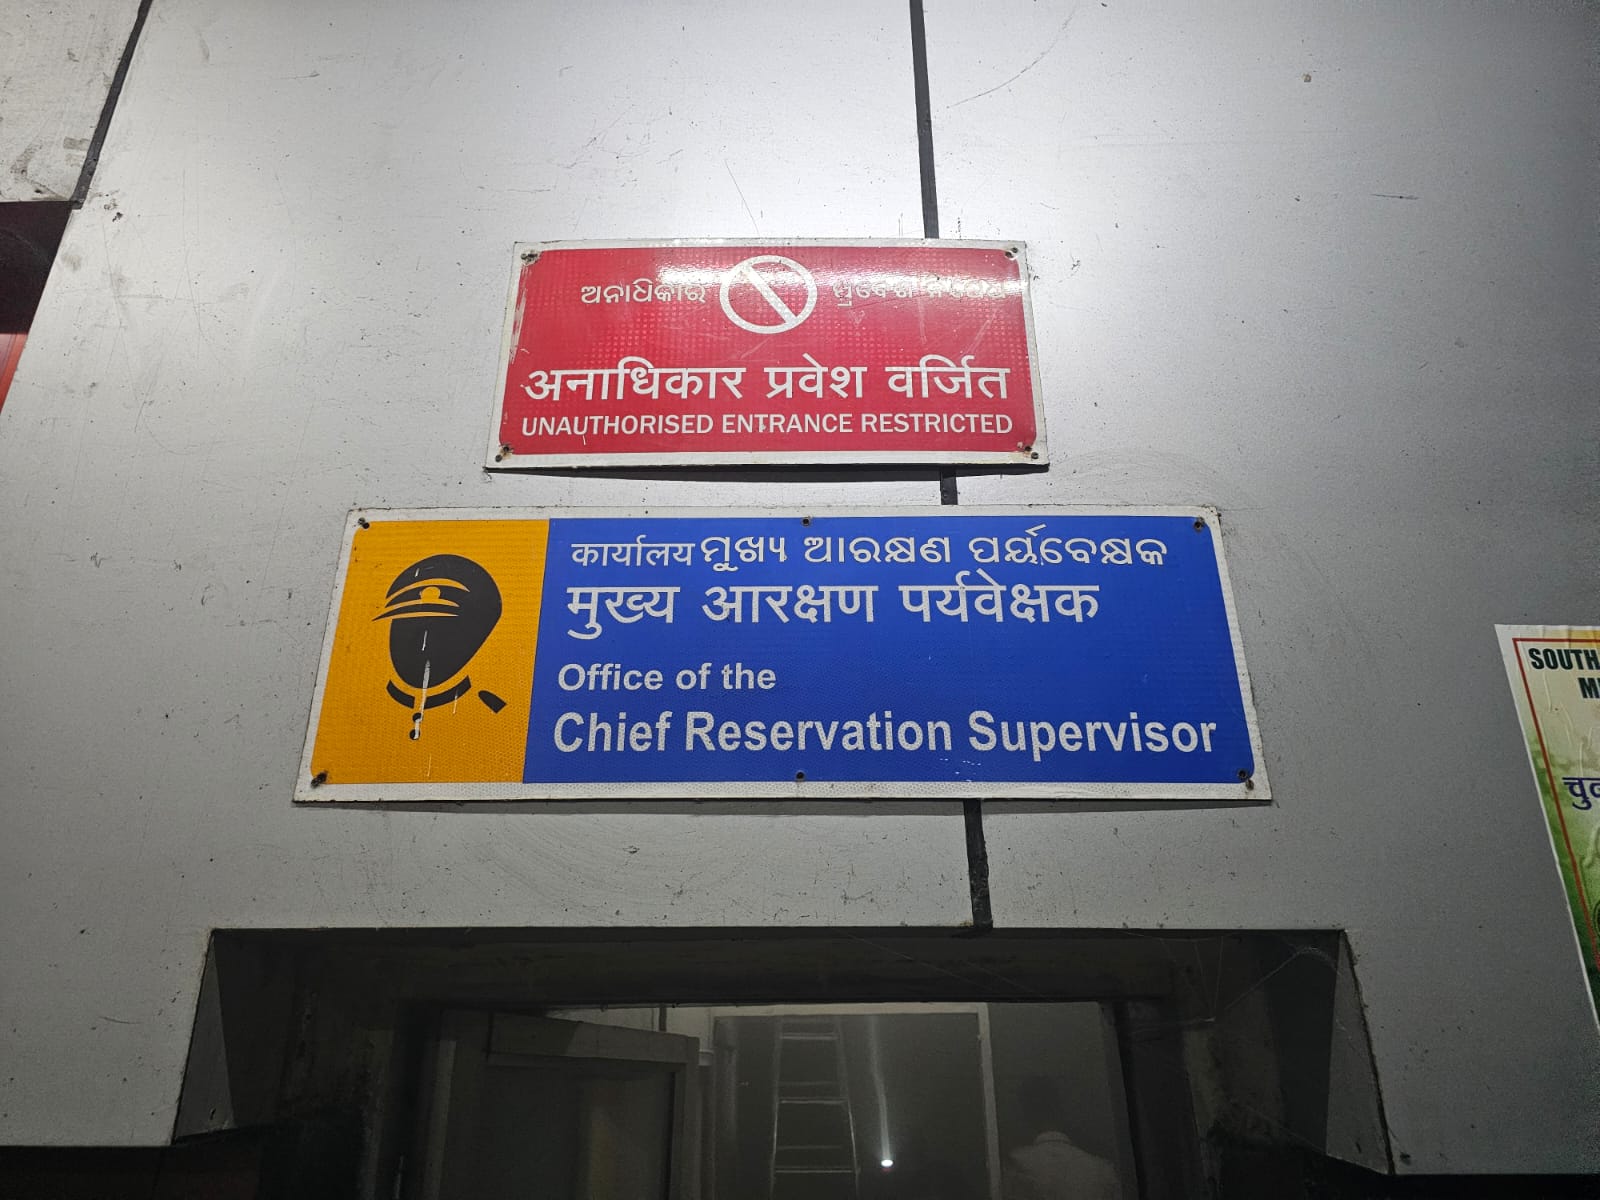 ଅନାଧିକାର ପ୍ରବେଶ ନିଷେଧ
अनाधिकार प्रवेश वर्जित
UNAUTHORISED ENTRANCE RESTRICTED
कार्यालय ମୁଖ୍ୟ ଆରକ୍ଷଣ ପର୍ୟବେକ୍ଷକ
मुख्य आरक्षण पर्यवेक्षक
Office of the
Chief Reservation Supervisor
SOUTH